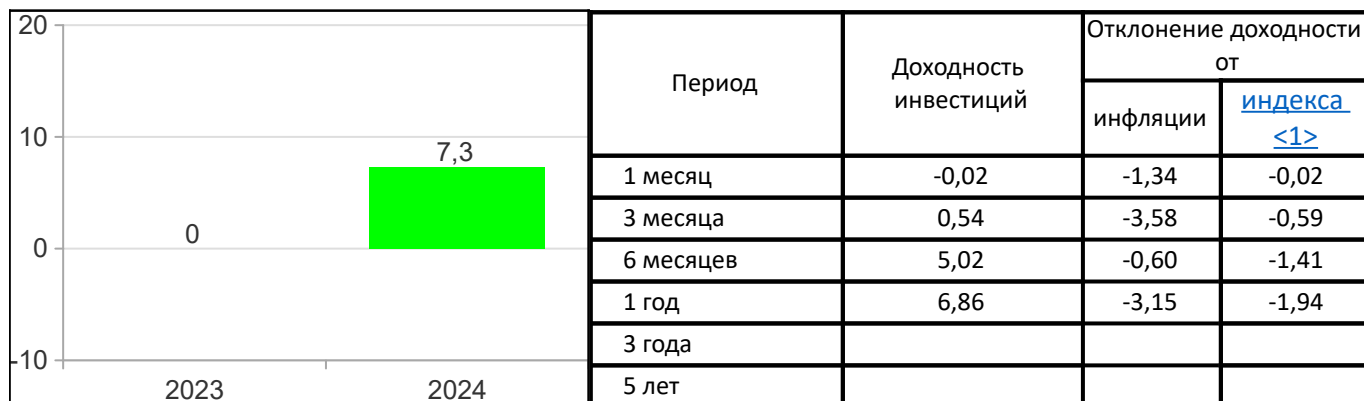 20
10
0
-10
0
7,3
2023
2024
Период
Доходность
инвестиций
Отклонение доходности
от
инфляции
индекса
<1>
1 месяц -0,02 -1,34 -0,02
3 месяца 0,54 -3,58 -0,59
6 месяцев 5,02 -0,60 -1,41
1 год 6,86 -3,15 -1,94
3 года
5 лет